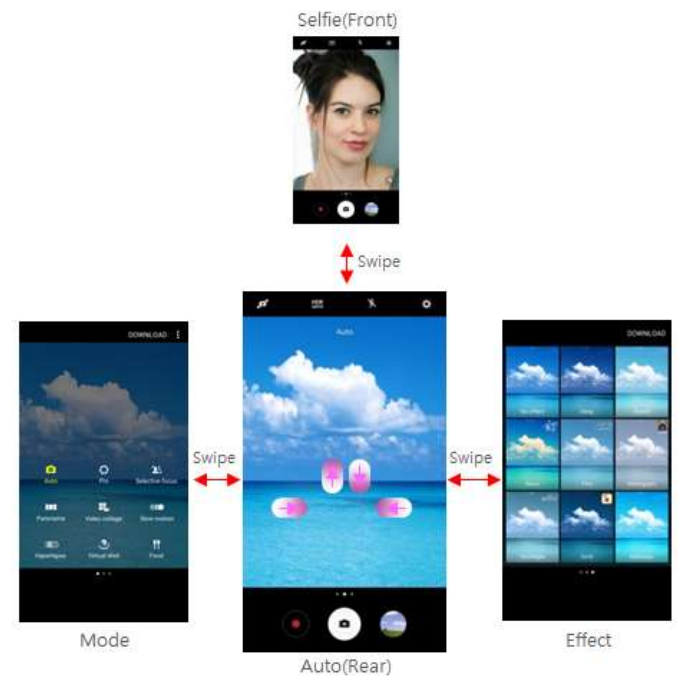 Selfie(Front)
Swipe
HDR
Auto
DOWNLOAD
Auto Pro Selective focus
Panorama Video collage Slow motion
Hyperlapse Virtual shot Food
Swipe
Swipe
DOWNLOAD
No effect
Mode
Effect
Auto(Rear)